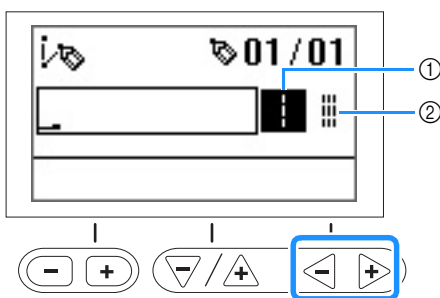 01/01
①
②
- + / + - +